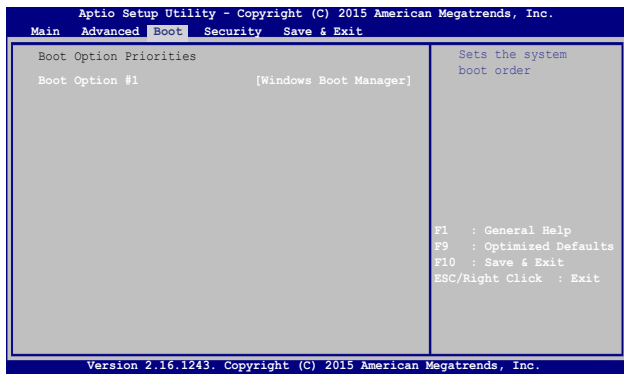 Aptio Setup Utility - Copyright (C) 2015 American Megatrends, Inc.
Main Advanced Boot Security Save & Exit
Boot Option Priorities
Boot Option #1 [Windows Boot Manager]
Sets the system
boot order
F1 : General Help
F9 : Optimized Defaults
F10 : Save & Exit
ESC/Right Click : Exit
Version 2.16.1243. Copyright (C) 2015 American Megatrends, Inc.